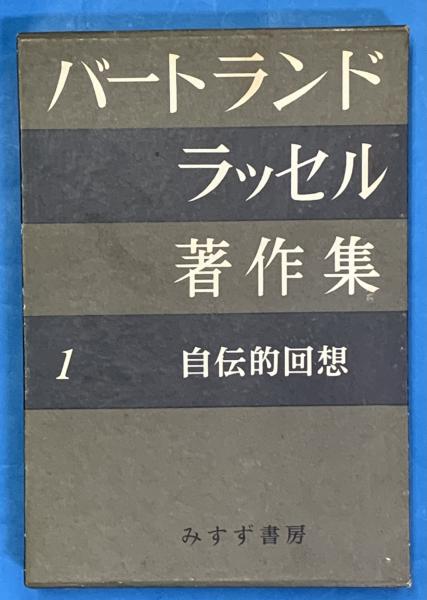 バートランド
ラッセル
著作集
1 自伝的回想
みすず書房